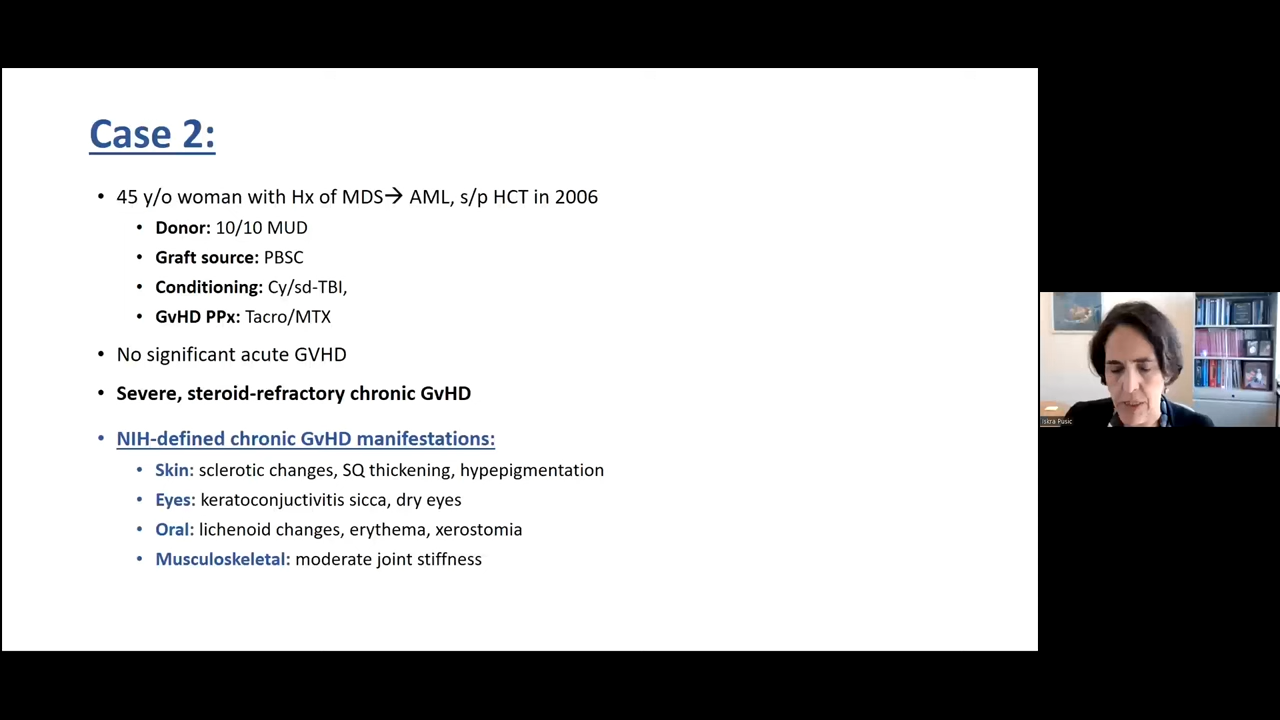 Case 2:
• 45 y/o woman with Hx of MDS→ AML, s/p HCT in 2006
• Donor: 10/10 MUD
• Graft source: PBSC
• Conditioning: Cy/sd-TBI,
• GvHD PPx: Tacro/MTX
• No significant acute GVHD
• Severe, steroid-refractory chronic GvHD
• NIH-defined chronic GvHD manifestations:
• Skin: sclerotic changes, SQ thickening, hypepigmentation
• Eyes: keratoconjuctivitis sicca, dry eyes
• Oral: lichenoid changes, erythema, xerostomia
• Musculoskeletal: moderate joint stiffness
Iskra Pusic